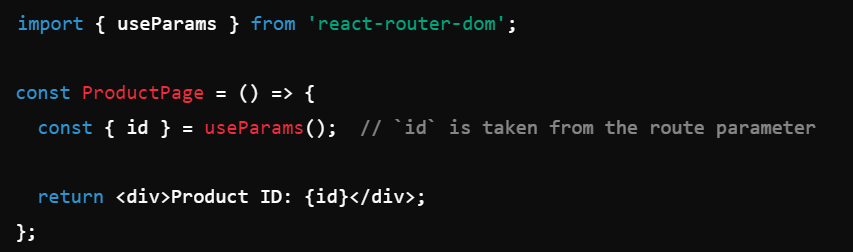 import { useParams } from 'react-router-dom';
const ProductPage = () => {
const { id } = useParams();  // `id` is taken from the route parameter
return <div>Product ID: {id}</div>;
};